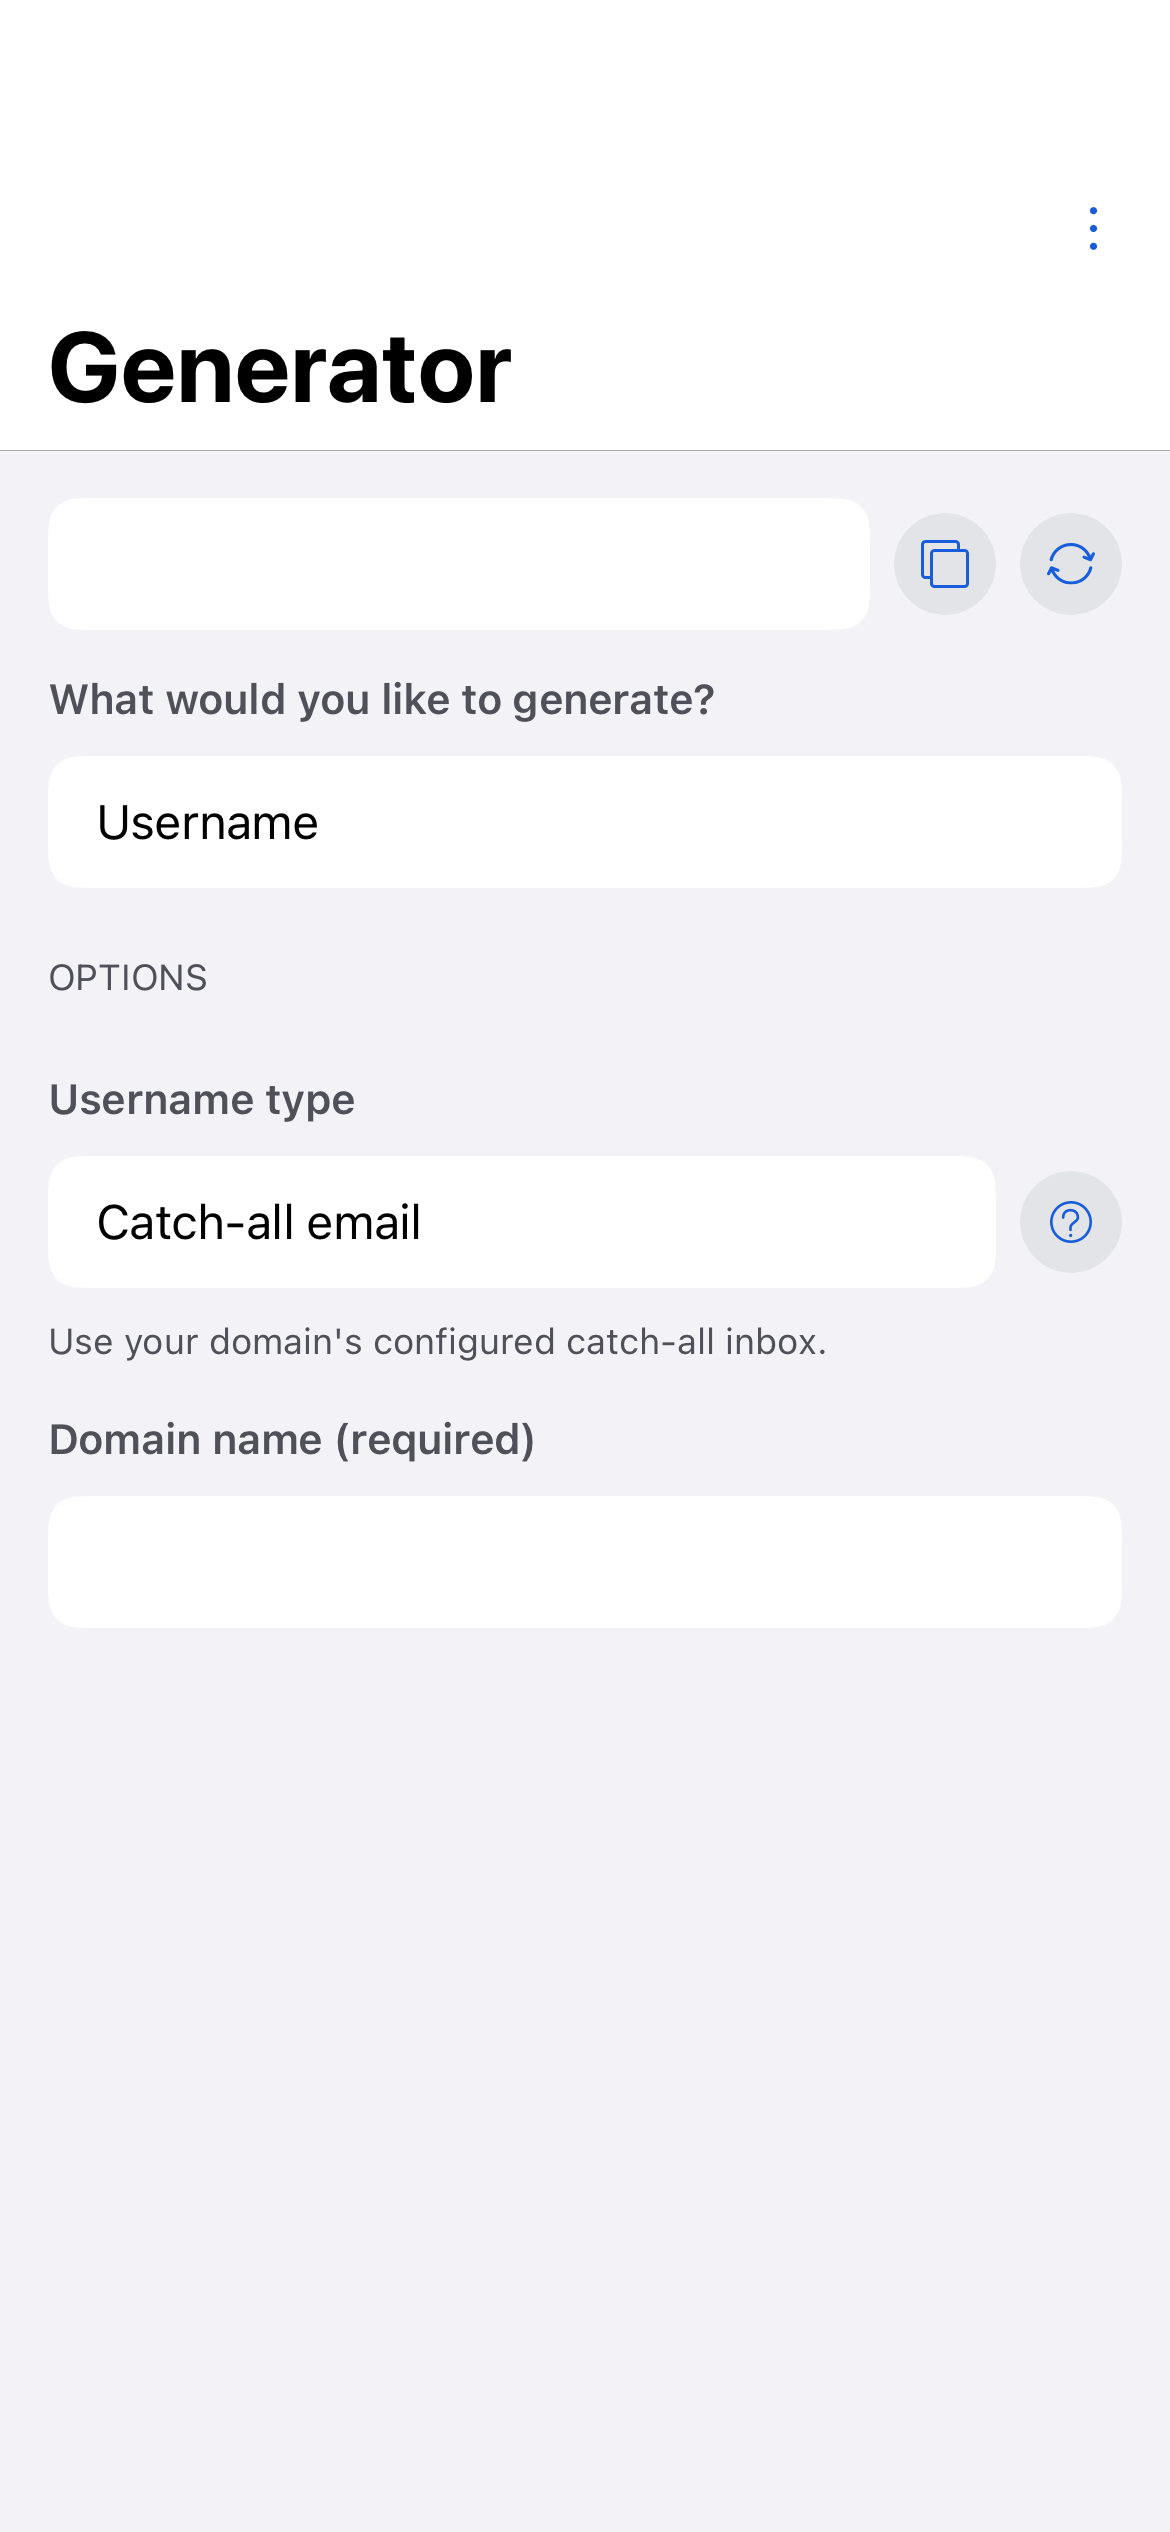 Generator
What would you like to generate?
Username
OPTIONS
Username type
Catch-all email
Use your domain's configured catch-all inbox.
Domain name (required)